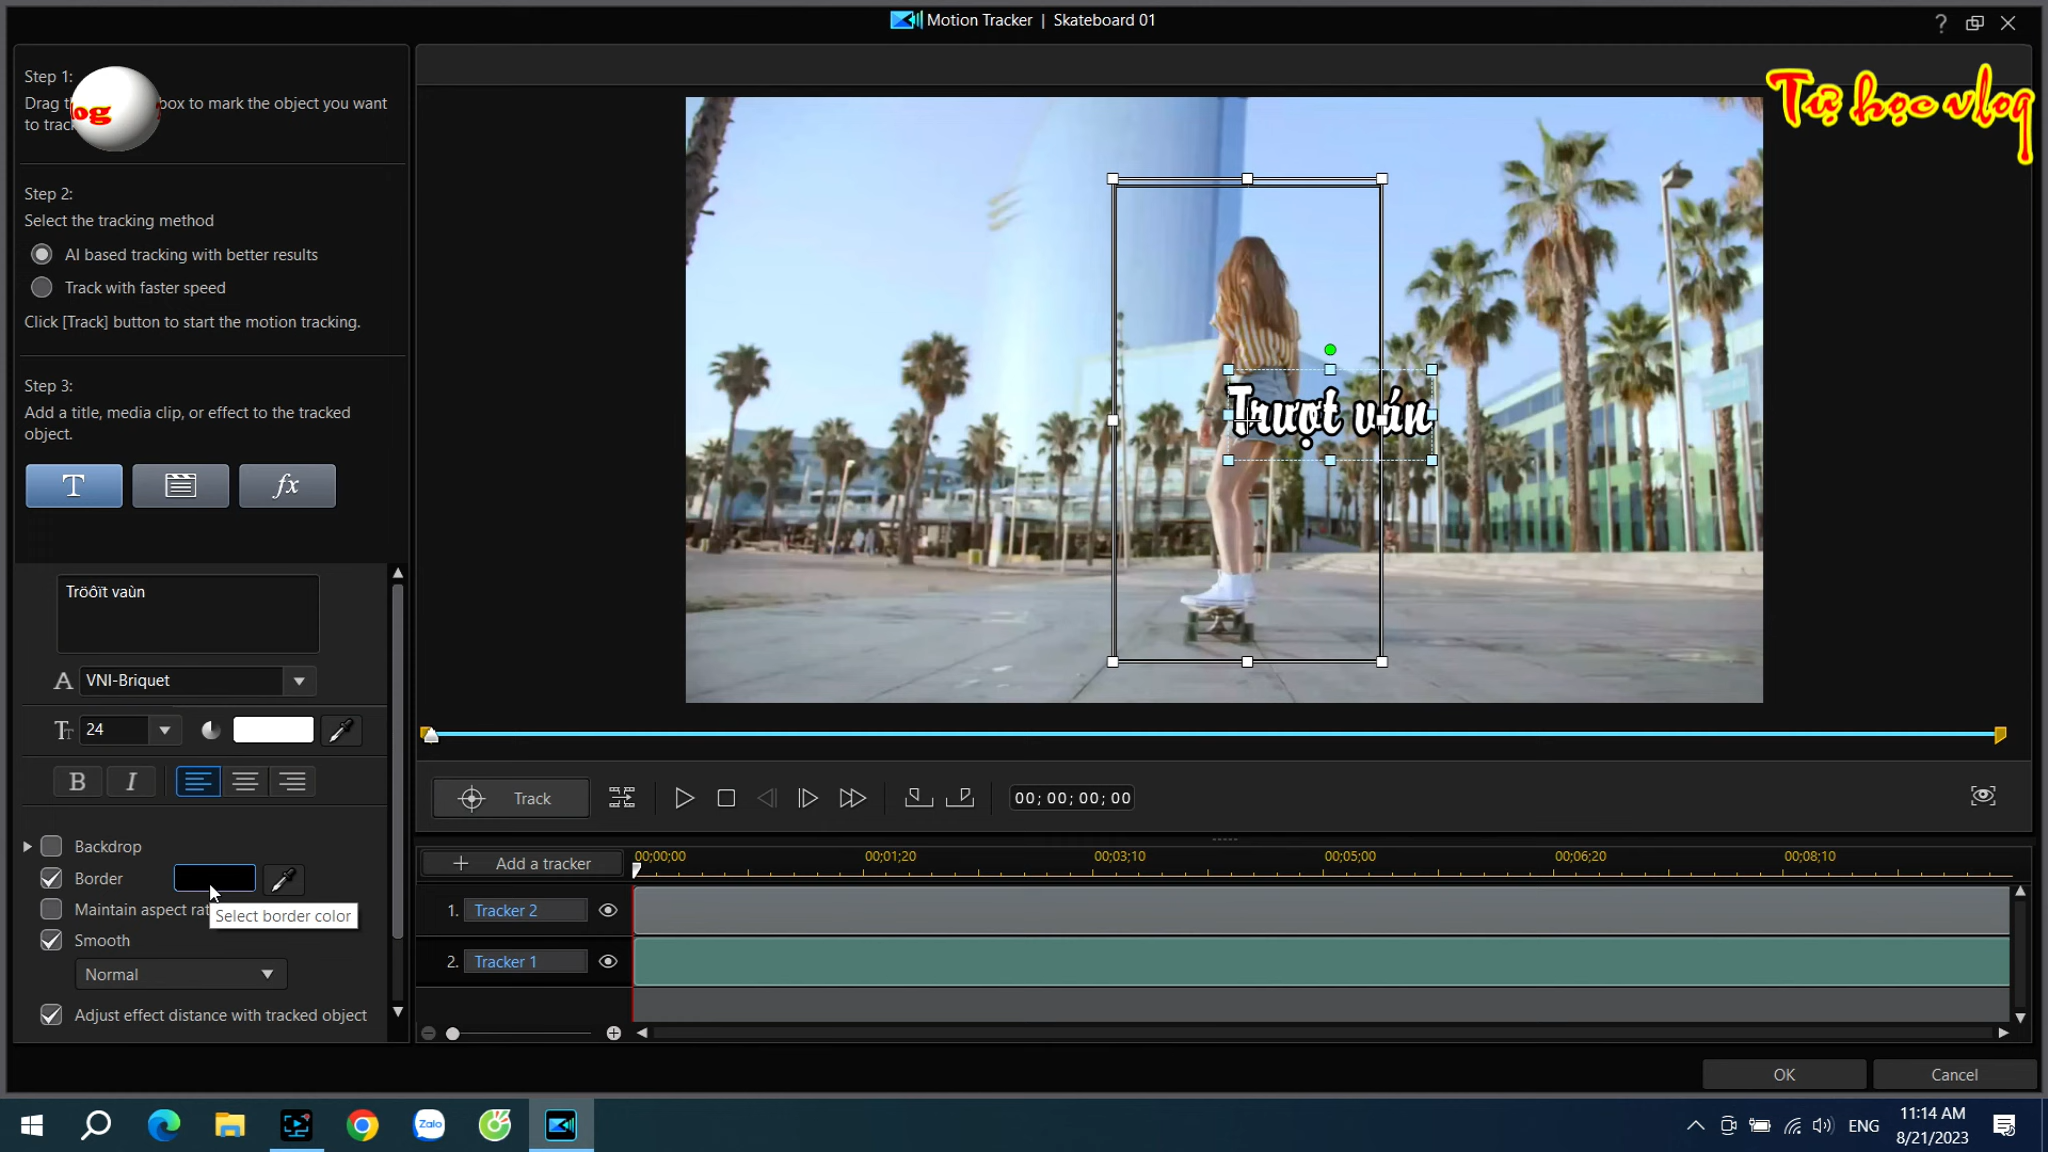 Motion Tracker | Skateboard 01
Tự học vlog
Step 1:
Drag t box to mark the object you want
to trac
log
Step 2:
Select the tracking method
AI based tracking with better results
Track with faster speed
Click [Track] button to start the motion tracking.
Step 3:
Add a title, media clip, or effect to the tracked
object.
T
fx
Trượt ván
Tröôït vaùn
A VNI-Briquet
24
B I
Backdrop
Border
Maintain aspect rat
Select border color
Smooth
Normal
Adjust effect distance with tracked object
Track
00;00;00;00
Add a tracker
00;00;00
00;01;20
00;03;10
00;05;00
00;06;20
00;08;10
1. Tracker 2
2. Tracker 1
OK
Cancel
Zalo
ENG
11:14 AM
8/21/2023